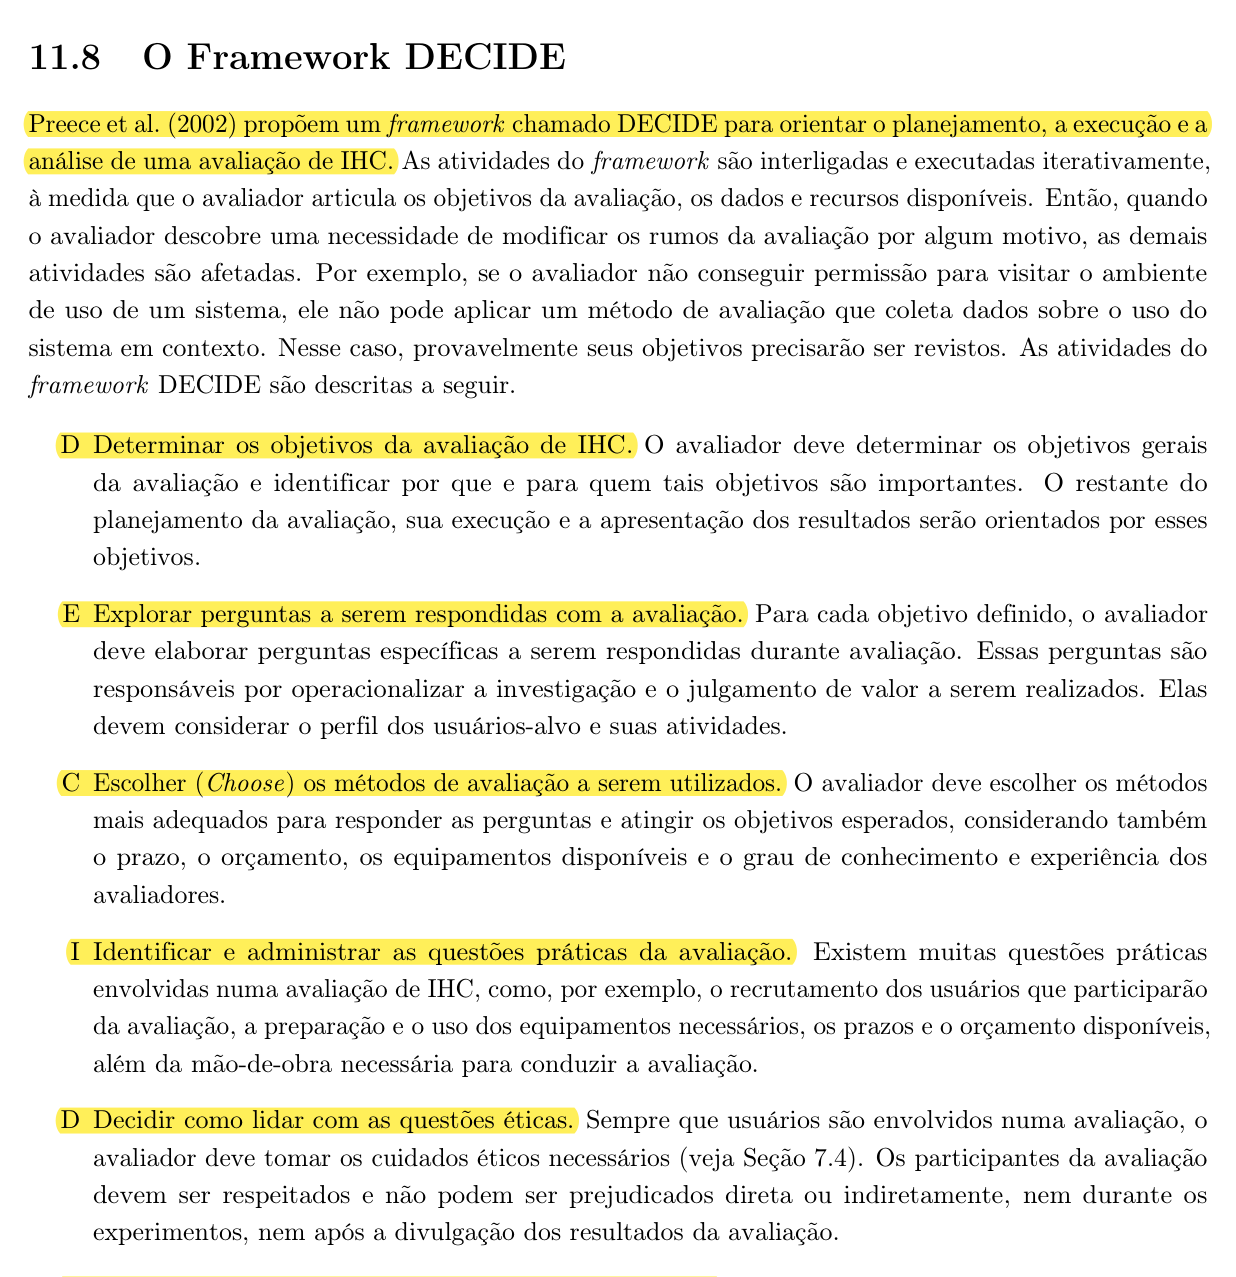 11.8 O Framework DECIDE
Preece et al. (2002) propõem um framework chamado DECIDE para orientar o planejamento, a execução e a
análise de uma avaliação de IHC. As atividades do framework são interligadas e executadas iterativamente,
à medida que o avaliador articula os objetivos da avaliação, os dados e recursos disponíveis. Então, quando
o avaliador descobre uma necessidade de modificar os rumos da avaliação por algum motivo, as demais
atividades são afetadas. Por exemplo, se o avaliador não conseguir permissão para visitar o ambiente
de uso de um sistema, ele não pode aplicar um método de avaliação que coleta dados sobre o uso do
sistema em contexto. Nesse caso, provavelmente seus objetivos precisarão ser revistos. As atividades do
framework DECIDE são descritas a seguir.
D Determinar os objetivos da avaliação de IHC. O avaliador deve determinar os objetivos gerais
da avaliação e identificar por que e para quem tais objetivos são importantes. O restante do
planejamento da avaliação, sua execução e a apresentação dos resultados serão orientados por esses
objetivos.
E Explorar perguntas a serem respondidas com a avaliação. Para cada objetivo definido, o avaliador
deve elaborar perguntas específicas a serem respondidas durante avaliação. Essas perguntas são
responsáveis por operacionalizar a investigação e o julgamento de valor a serem realizados. Elas
devem considerar o perfil dos usuários-alvo e suas atividades.
C Escolher (Choose) os métodos de avaliação a serem utilizados. O avaliador deve escolher os métodos
mais adequados para responder as perguntas e atingir os objetivos esperados, considerando também
o prazo, o orçamento, os equipamentos disponíveis e o grau de conhecimento e experiência dos
avaliadores.
I Identificar e administrar as questões práticas da avaliação. Existem muitas questões práticas
envolvidas numa avaliação de IHC, como, por exemplo, o recrutamento dos usuários que participarão
da avaliação, a preparação e o uso dos equipamentos necessários, os prazos e o orçamento disponíveis,
além da mão-de-obra necessária para conduzir a avaliação.
D Decidir como lidar com as questões éticas. Sempre que usuários são envolvidos numa avaliação, o
avaliador deve tomar os cuidados éticos necessários (veja Seção 7.4). Os participantes da avaliação
devem ser respeitados e não podem ser prejudicados direta ou indiretamente, nem durante os
experimentos, nem após a divulgação dos resultados da avaliação.